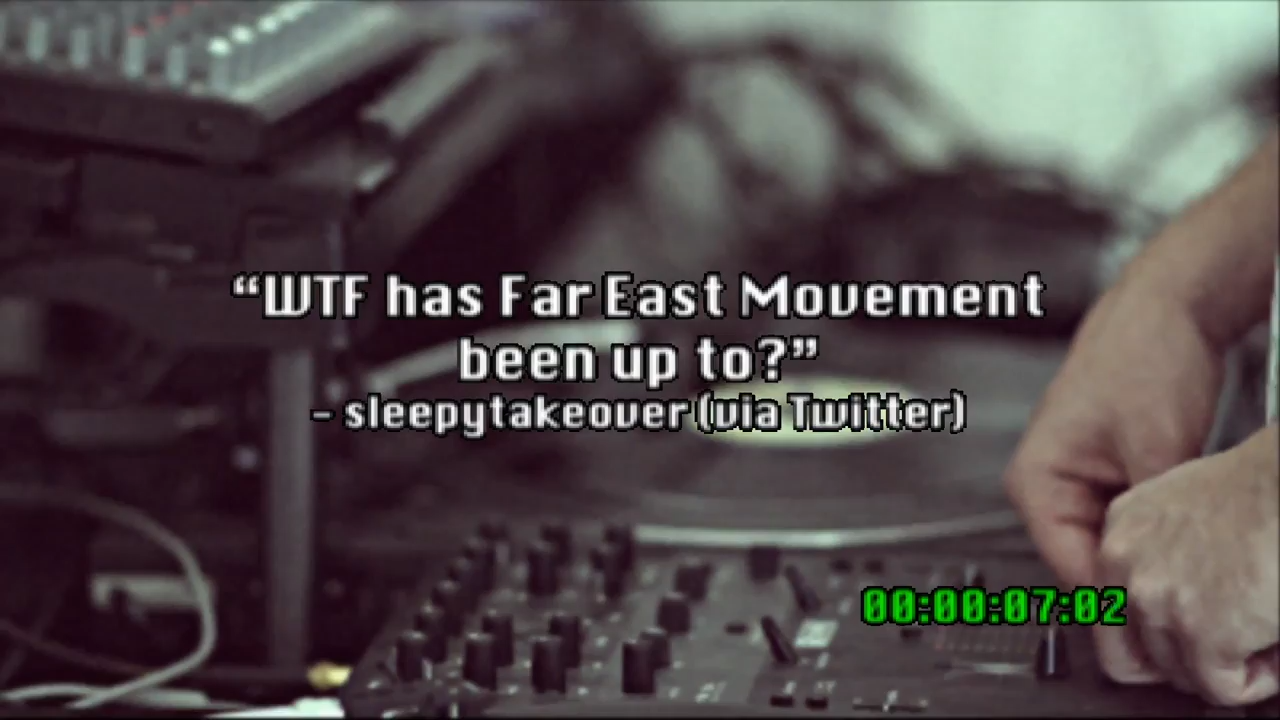 “WTF has Far East Movement
been up to?”
- sleepytakeover (via Twitter)
00:00:07:02